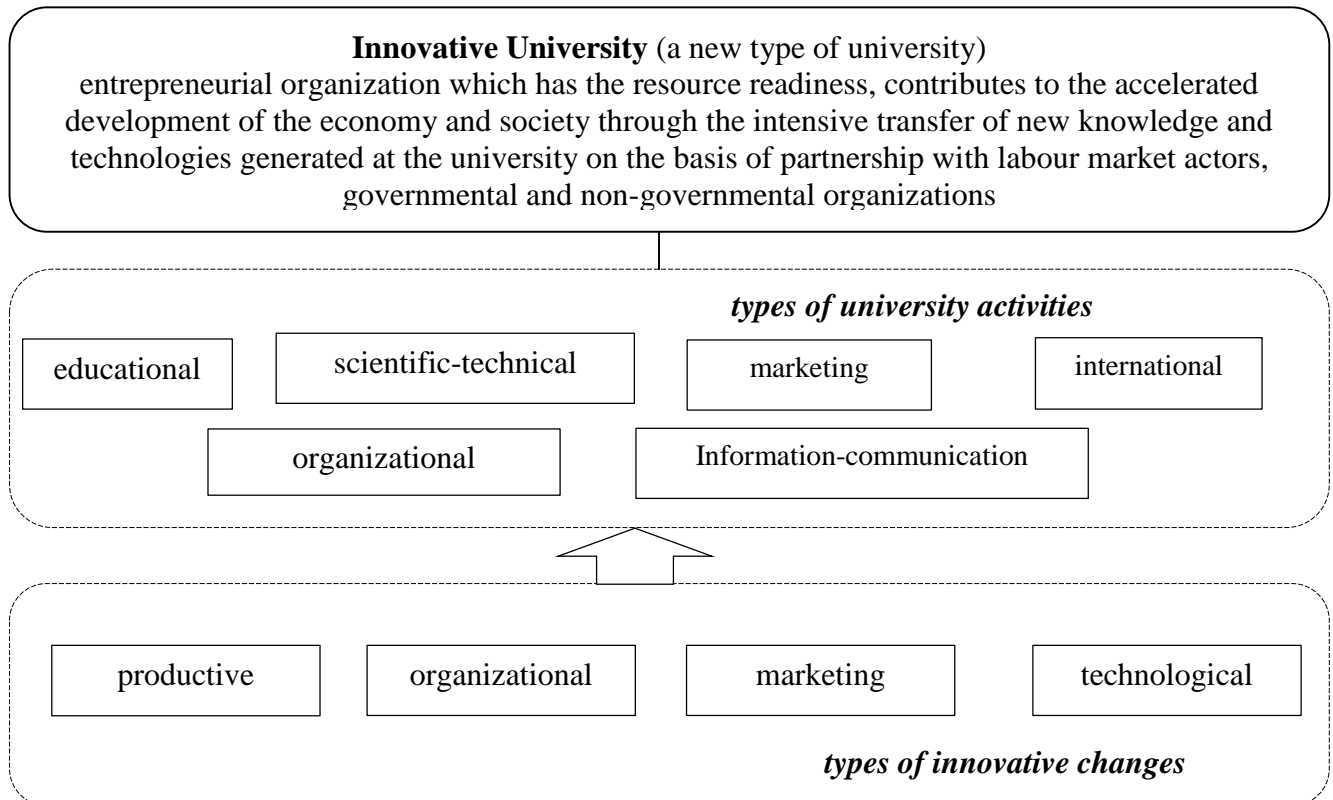 Innovative University (a new type of university)
entrepreneurial organization which has the resource readiness, contributes to the accelerated
development of the economy and society through the intensive transfer of new knowledge and
technologies generated at the university on the basis of partnership with labour market actors,
governmental and non-governmental organizations
types of university activities
educational
scientific-technical
marketing
international
organizational
Information-communication
productive
organizational
marketing
technological
types of innovative changes